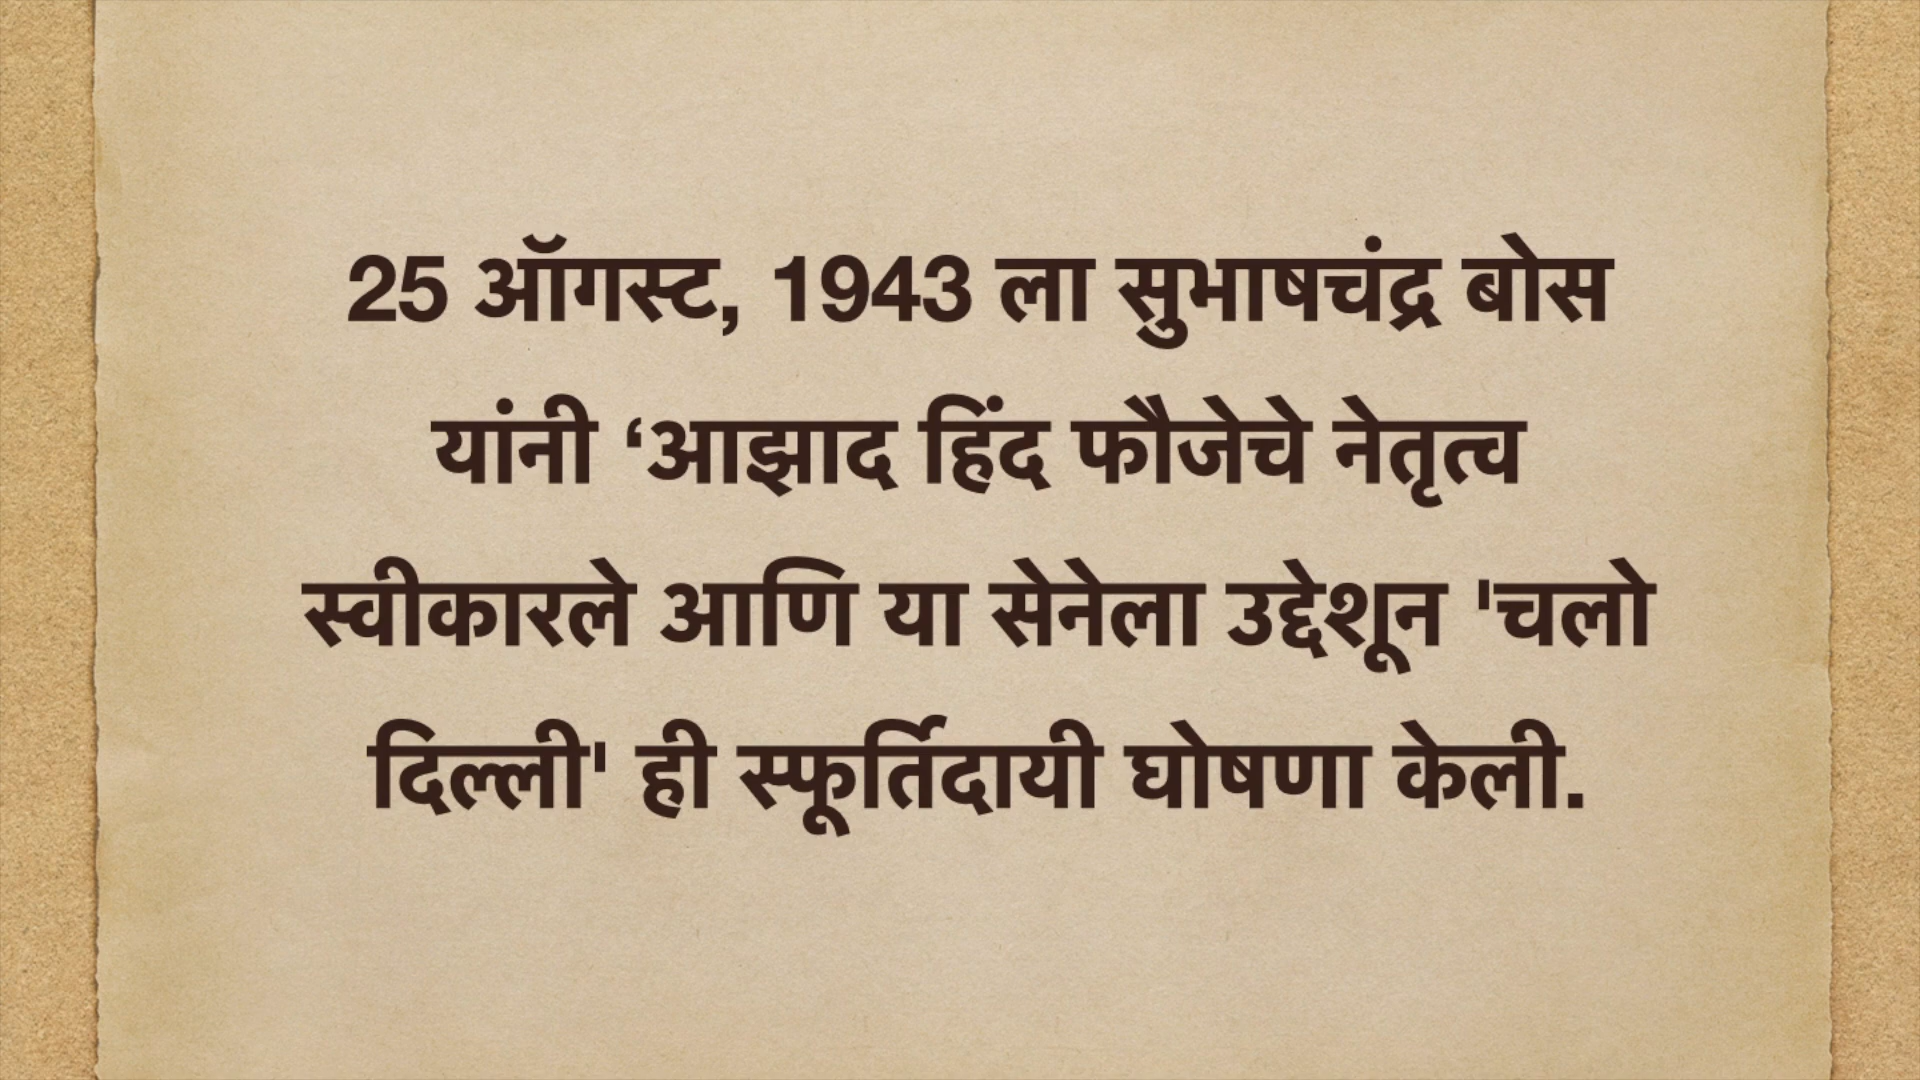 25 ऑगस्ट, 1943 ला सुभाषचंद्र बोस
यांनी ‘आझाद हिंद फौजेचे नेतृत्व
स्वीकारले आणि या सेनेला उद्देशून 'चलो
दिल्ली' ही स्फूर्तिदायी घोषणा केली.